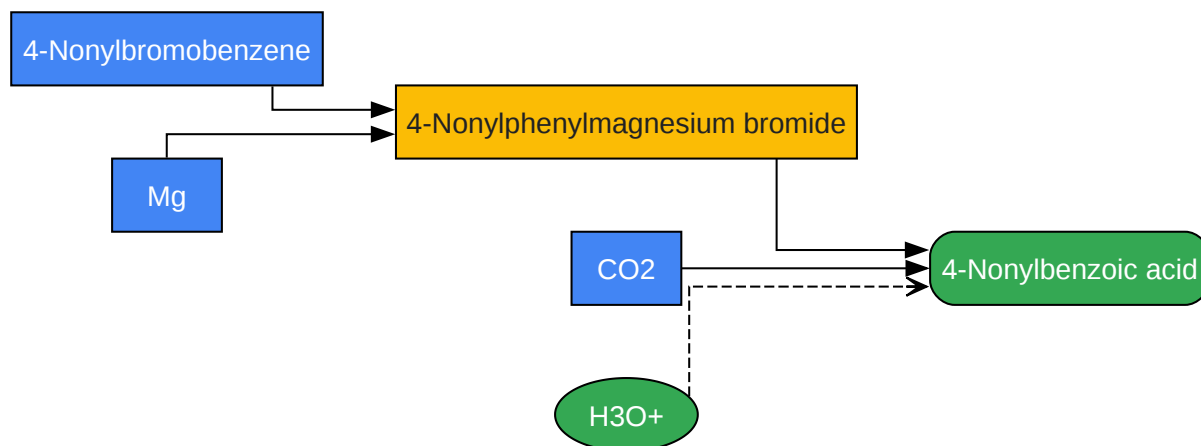 4-Nonylbromobenzene
4-Nonylphenylmagnesium bromide
Mg
CO2
4-Nonylbenzoic acid
H3O+